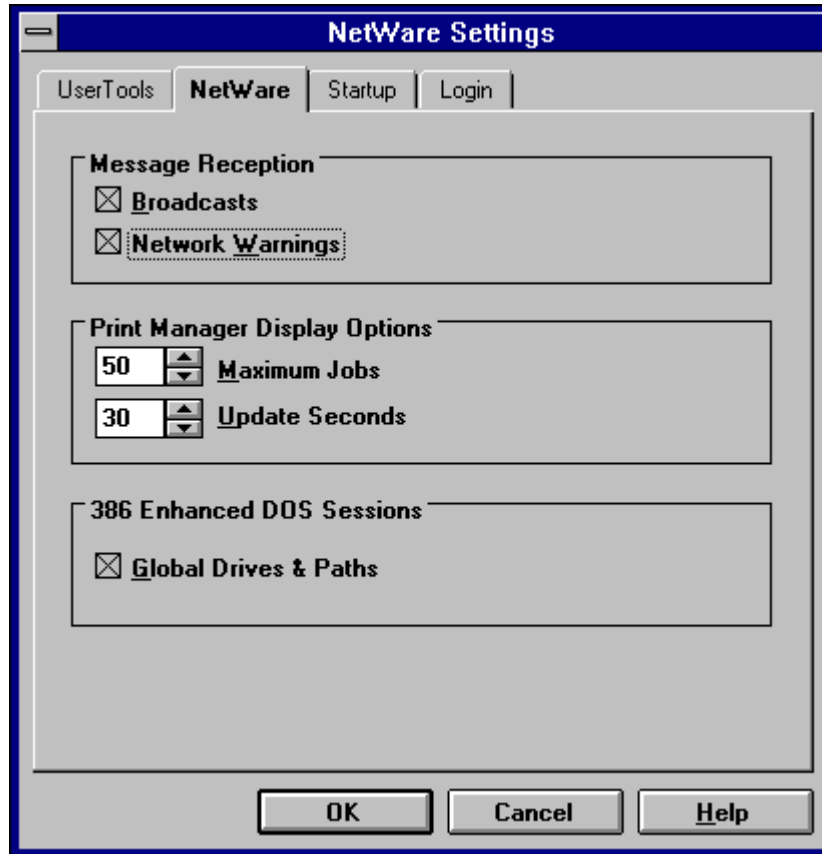 NetWare Settings
UserTools NetWare Startup Login
Message Reception
Broadcasts
Network Warnings
Print Manager Display Options
50 Maximum Jobs
30 Update Seconds
386 Enhanced DOS Sessions
Global Drives & Paths
OK Cancel Help